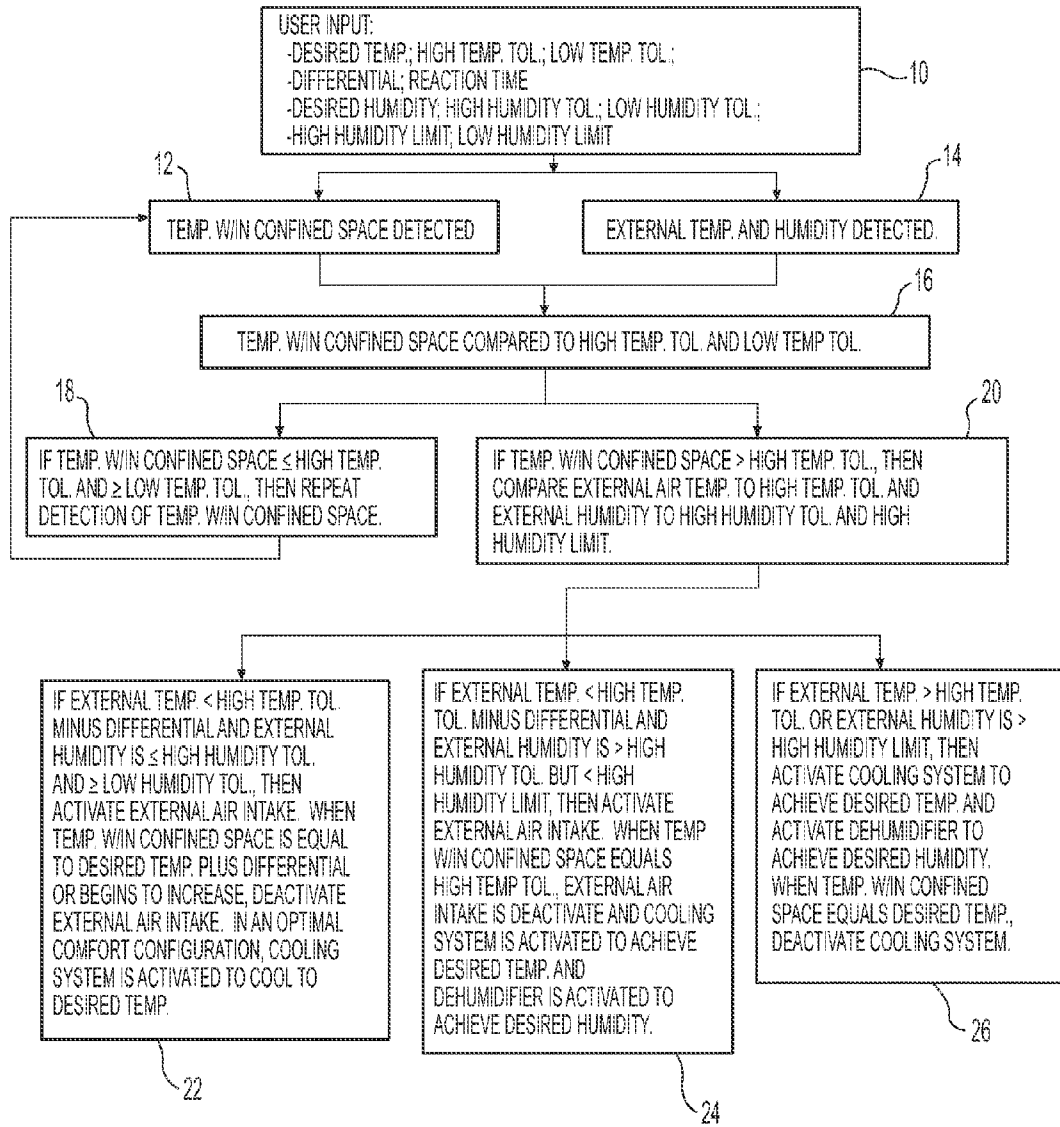 USER INPUT:
-DESIRED TEMP.; HIGH TEMP. TOL.; LOW TEMP. TOL.;
-DIFFERENTIAL; REACTION TIME
-DESIRED HUMIDITY; HIGH HUMIDITY TOL.; LOW HUMIDITY TOL.;
-HIGH HUMIDITY LIMIT; LOW HUMIDITY LIMIT
10
12
TEMP. W/IN CONFINED SPACE DETECTED
14
EXTERNAL TEMP. AND HUMIDITY DETECTED.
16
TEMP. W/IN CONFINED SPACE COMPARED TO HIGH TEMP. TOL. AND LOW TEMP TOL.
18
IF TEMP. W/IN CONFINED SPACE ≤ HIGH TEMP.
TOL. AND ≥ LOW TEMP. TOL., THEN REPEAT
DETECTION OF TEMP. W/IN CONFINED SPACE.
20
IF TEMP. W/IN CONFINED SPACE > HIGH TEMP. TOL., THEN
COMPARE EXTERNAL AIR TEMP. TO HIGH TEMP. TOL. AND
EXTERNAL HUMIDITY TO HIGH HUMIDITY TOL. AND HIGH
HUMIDITY LIMIT.
IF EXTERNAL TEMP. < HIGH TEMP. TOL.
MINUS DIFFERENTIAL AND EXTERNAL
HUMIDITY IS ≤ HIGH HUMIDITY TOL.
AND ≥ LOW HUMIDITY TOL., THEN
ACTIVATE EXTERNAL AIR INTAKE. WHEN
TEMP. W/IN CONFINED SPACE IS EQUAL
TO DESIRED TEMP. PLUS DIFFERENTIAL
OR BEGINS TO INCREASE, DEACTIVATE
EXTERNAL AIR INTAKE. IN AN OPTIMAL
COMFORT CONFIGURATION, COOLING
SYSTEM IS ACTIVATED TO COOL TO
DESIRED TEMP.
22
IF EXTERNAL TEMP. < HIGH TEMP.
TOL. MINUS DIFFERENTIAL AND
EXTERNAL HUMIDITY IS > HIGH
HUMIDITY TOL. BUT < HIGH
HUMIDITY LIMIT, THEN ACTIVATE
EXTERNAL AIR INTAKE. WHEN TEMP
W/IN CONFINED SPACE EQUALS
HIGH TEMP TOL., EXTERNAL AIR
INTAKE IS DEACTIVATE AND COOLING
SYSTEM IS ACTIVATED TO ACHIEVE
DESIRED TEMP. AND
DEHUMIDIFIER IS ACTIVATED TO
ACHIEVE DESIRED HUMIDITY.
24
IF EXTERNAL TEMP. > HIGH TEMP.
TOL. OR EXTERNAL HUMIDITY IS >
HIGH HUMIDITY LIMIT, THEN
ACTIVATE COOLING SYSTEM TO
ACHIEVE DESIRED TEMP. AND
ACTIVATE DEHUMIDIFIER TO
ACHIEVE DESIRED HUMIDITY.
WHEN TEMP. W/IN CONFINED
SPACE EQUALS DESIRED TEMP.,
DEACTIVATE COOLING SYSTEM.
26